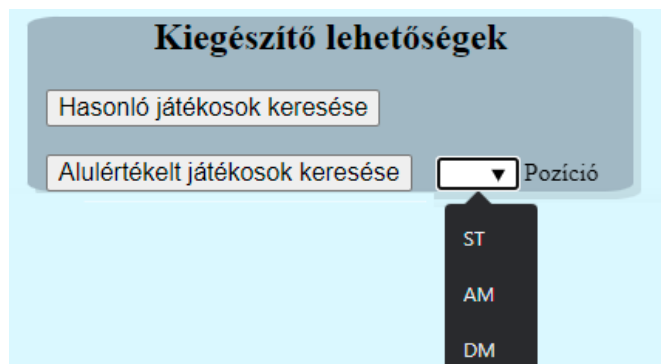 Kiegészítő lehetőségek
Hasonló játékosok keresése
Alulértékelt játékosok keresése Pozíció
ST
AM
DM